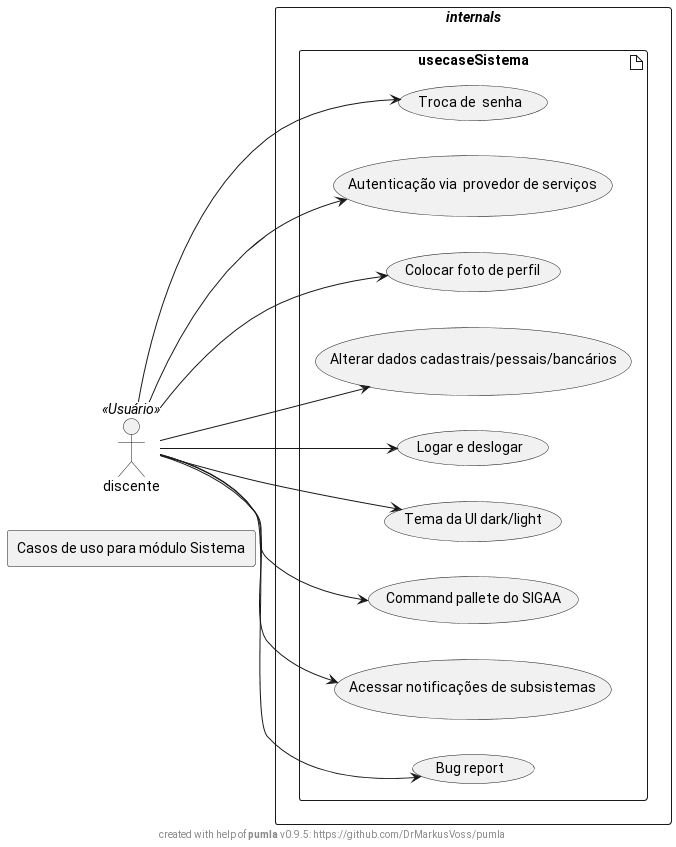 internals
usecaseSistema
Troca de  senha
Autenticação via  provedor de serviços
Colocar foto de perfil
Alterar dados cadastrais/pessais/bancários
«Usuário»
discente
Logar e deslogar
Tema da UI dark/light
Casos de uso para módulo Sistema
Command pallete do SIGAA
Acessar notificações de subsistemas
Bug report
created with help of pumla v0.9.5: https://github.com/DrMarkusVoss/pumla